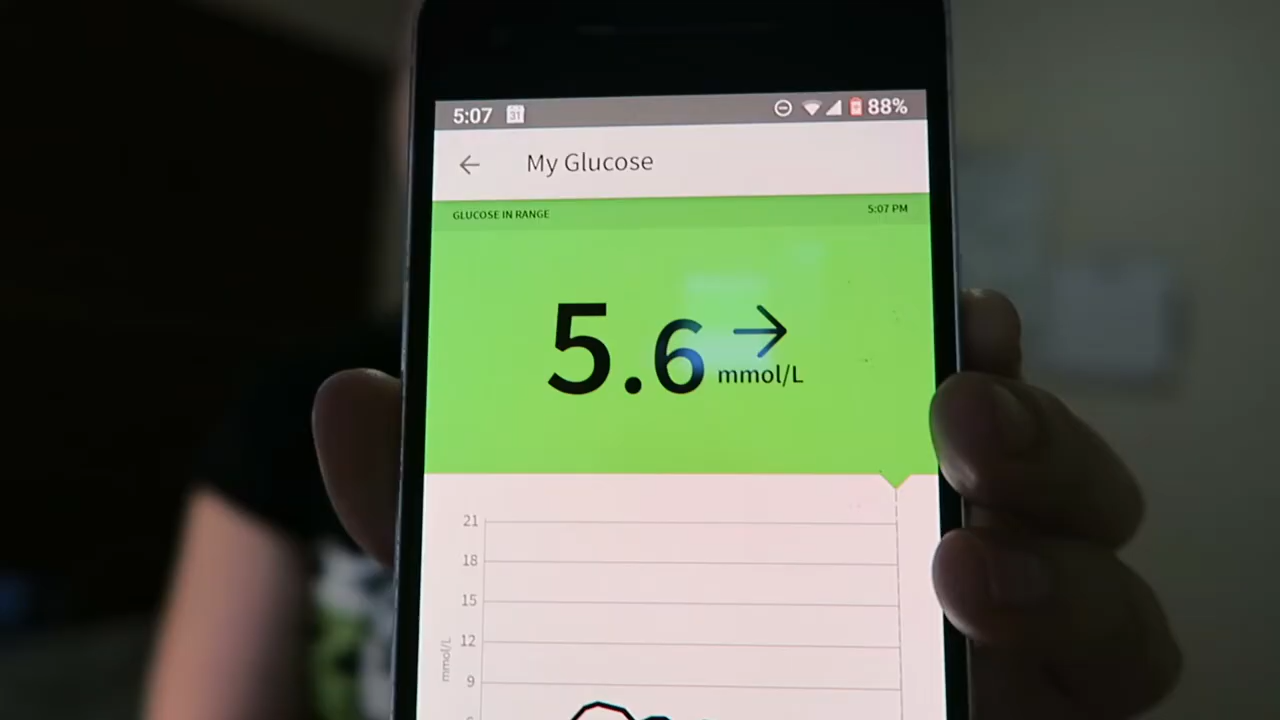 5:07 31 88%
My Glucose
GLUCOSE IN RANGE 5:07 PM
5.6 →
mmol/L
21
18
15
12
9
mmol/L